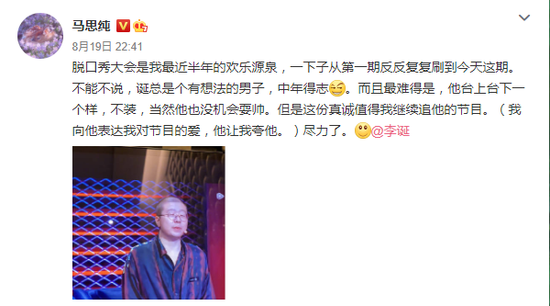 马思纯
8月19日 22:41
脱口秀大会是我最近半年的欢乐源泉，一下子从第一期反反复复刷到今天这期。
不能不说，诞总是个有想法的男子，中年得志。而且最难得是，他台上台下一
个样，不装，当然他也没机会耍帅。但是这份真诚值得我继续追他的节目。（我
向他表达我对节目的爱，他让我夸他。）尽力了。@李诞